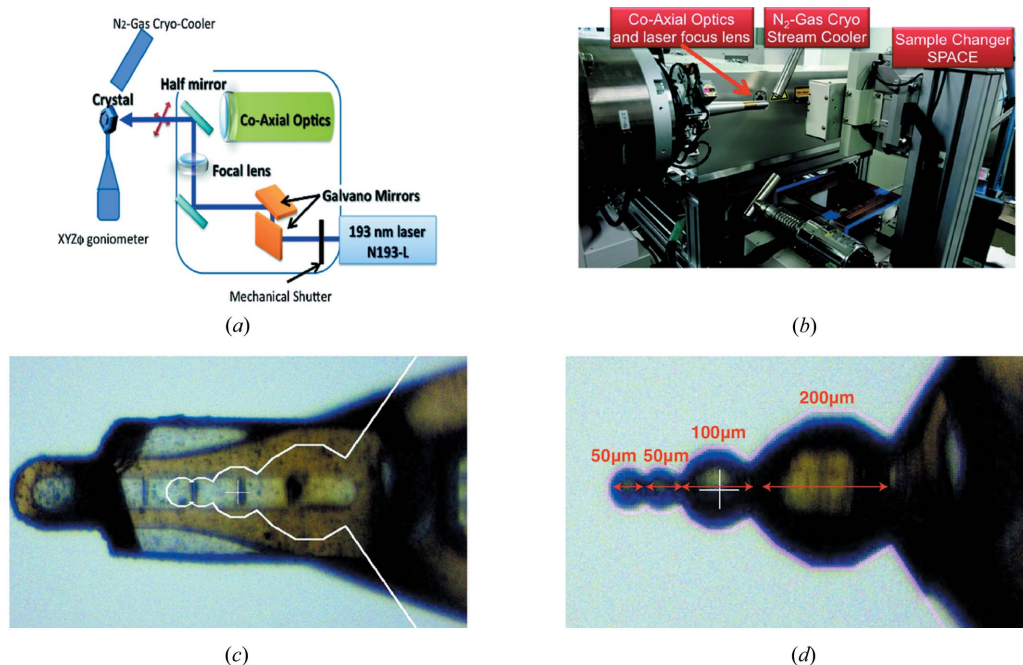 N₂-Gas Cryo-Cooler
Half mirror
Crystal
Co-Axial Optics
Focal lens
Galvano Mirrors
XYZφ goniometer
193 nm laser
N193-L
Mechanical Shutter
(a)
Co-Axial Optics
and laser focus lens
N₂-Gas Cryo
Stream Cooler
Sample Changer
SPACE
(b)
(c)
200μm
100μm
50μm
50μm
(d)